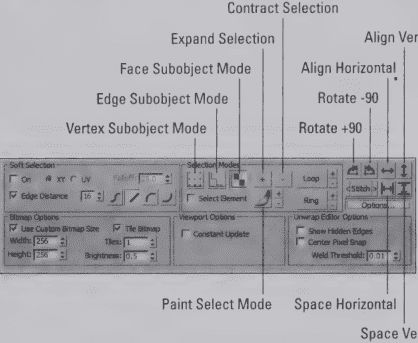 Contract Selection
Expand Selection
Align Ver
Face Subobject Mode
Align Horizontal
Edge Subobject Mode
Rotate -90
Vertex Subobject Mode
Rotate +90
Soft Selection
Selection Modes
On XY UV Falloff: 25.0
+ - Loop + -
Edge Distance 16
Select Element
Ring + -
< Stitch >
Options...
Bitmap Options
Viewport Options
Unwrap Editor Options
Use Custom Bitmap Size Tile Bitmap
Constant Update
Show Hidden Edges
Width: 256 Tiles: 1
Center Pixel Snap
Height: 256 Brightness: 0.5
Weld Threshold: 0.01
Paint Select Mode
Space Horizontal
Space Ve